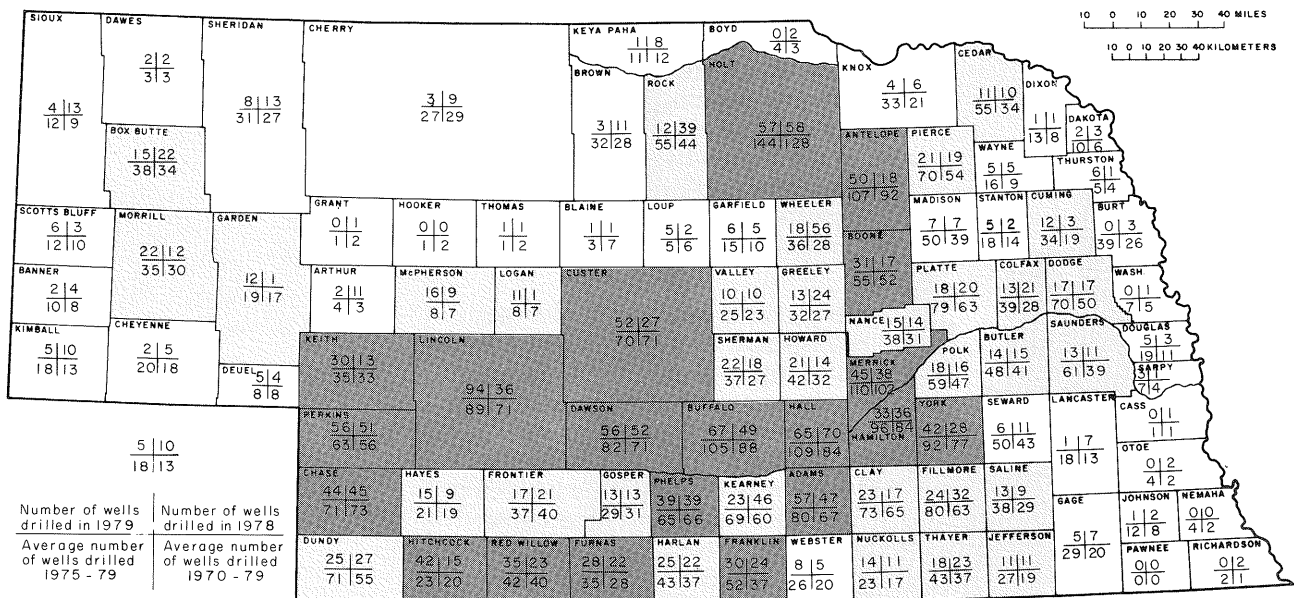 10 0 10 20 30 40 MILES
10 0 10 20 30 40 KILOMETERS
SIOUX
4|13
12|9
DAWES
2|2
3|3
SHERIDAN
8|13
31|27
CHERRY
3|9
27|29
KEYA PAHA
1|8
11|12
BOYD
0|2
4|3
BROWN
3|11
32|28
ROCK
12|39
55|44
HOLT
57|58
144|128
KNOX
4|6
33|21
CEDAR
11|10
55|34
DIXON
1|1
13|8
DAKOTA
2|3
10|6
BOX BUTTE
15|22
38|34
ANTELOPE
50|18
107|92
PIERCE
21|19
70|54
WAYNE
5|5
16|9
THURSTON
6|1
5|4
SCOTTS BLUFF
6|3
12|10
MORRILL
22|12
35|30
GARDEN
12|1
19|17
GRANT
0|1
1|2
HOOKER
0|0
1|2
THOMAS
1|1
1|2
BLAINE
1|1
3|7
LOUP
5|2
5|6
GARFIELD
6|5
15|10
WHEELER
18|56
36|28
MADISON
7|7
50|39
STANTON
5|2
18|14
CUMING
12|3
34|19
BURT
0|3
39|26
BANNER
2|4
10|8
ARTHUR
2|11
4|3
McPHERSON
16|9
8|7
LOGAN
11|1
8|7
CUSTER
52|27
70|71
VALLEY
10|10
25|23
GREELEY
13|24
32|27
BOONE
31|17
55|52
PLATTE
18|20
79|63
COLFAX
13|21
39|28
DODGE
17|17
70|50
WASH.
0|1
7|5
KIMBALL
5|10
18|13
CHEYENNE
2|5
20|18
DEUEL
5|4
8|8
KEITH
30|13
35|33
LINCOLN
94|36
89|71
SHERMAN
22|18
37|27
HOWARD
21|14
42|32
NANCE
15|14
38|31
MERRICK
45|38
110|102
POLK
18|16
59|47
BUTLER
14|15
48|41
SAUNDERS
13|11
61|39
DOUGLAS
5|3
19|11
SARPY
3|1
7|4
PERKINS
56|51
63|56
DAWSON
56|52
82|71
BUFFALO
67|49
105|88
HALL
65|70
109|84
33|36
96|84
HAMILTON
YORK
42|28
92|77
SEWARD
6|11
50|43
LANCASTER
1|7
18|13
CASS
0|1
1|1
OTOE
0|2
4|2
CHASE
44|45
71|73
HAYES
15|9
21|19
FRONTIER
17|21
37|40
GOSPER
13|13
29|31
PHELPS
39|39
65|66
KEARNEY
23|46
69|60
ADAMS
57|47
80|67
CLAY
23|17
73|65
FILLMORE
24|32
80|63
SALINE
13|9
38|29
GAGE
5|7
29|20
JOHNSON
1|2
12|8
NEMAHA
0|0
4|2
DUNDY
25|27
71|55
HITCHCOCK
42|15
23|20
RED WILLOW
35|23
42|40
FURNAS
28|22
35|28
HARLAN
25|22
43|37
FRANKLIN
30|24
52|37
WEBSTER
8|5
26|20
NUCKOLLS
14|11
23|17
THAYER
18|23
43|37
JEFFERSON
11|11
27|19
PAWNEE
0|0
0|0
RICHARDSON
0|2
2|1
5|10
18|13
Number of wells drilled in 1979
Number of wells drilled in 1978
Average number of wells drilled 1975-79
Average number of wells drilled 1970-79